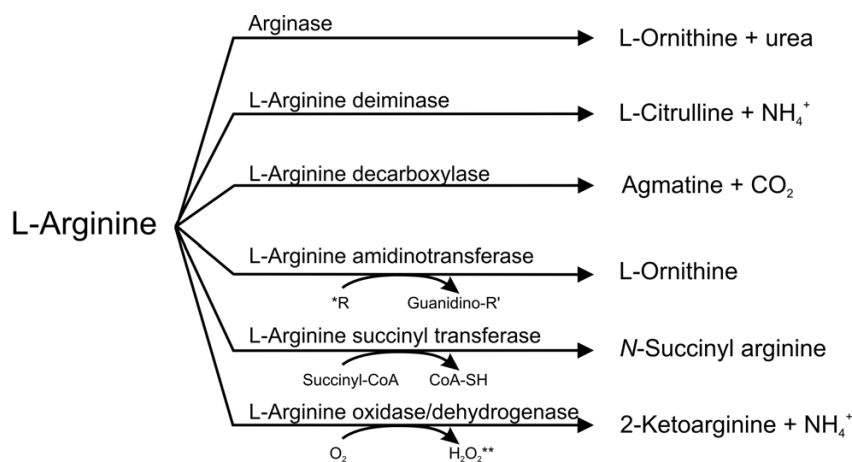 Arginase
L-Ornithine + urea
L-Arginine deiminase
L-Citrulline + NH₄⁺
L-Arginine decarboxylase
Agmatine + CO₂
L-Arginine
L-Arginine amidinotransferase
L-Ornithine
*R
Guanidino-R'
L-Arginine succinyl transferase
N-Succinyl arginine
Succinyl-CoA
CoA-SH
L-Arginine oxidase/dehydrogenase
2-Ketoarginine + NH₄⁺
O₂
H₂O₂**